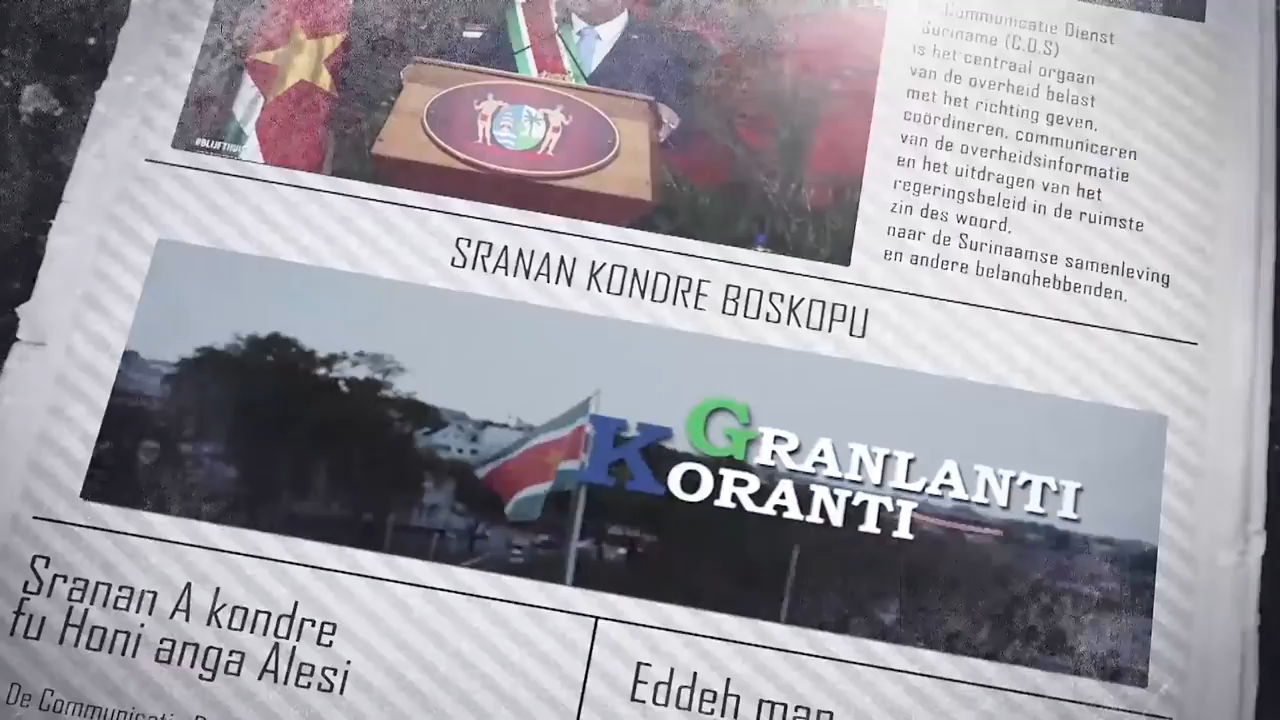 Communicatie Dienst
Suriname (C.D.S)
is het centraal orgaan
van de overheid belast
met het richting geven,
coördineren, communiceren
van de overheidsinformatie
en het uitdragen van het
regeringsbeleid in de ruimste
zin des woord,
naar de Surinaamse samenleving
en andere belanghebbenden.
SRANAN KONDRE BOSKOPU
GRANLANTI
KORANTI
Sranan A kondre
fu Honi anga Alesi
De
Eddeh man